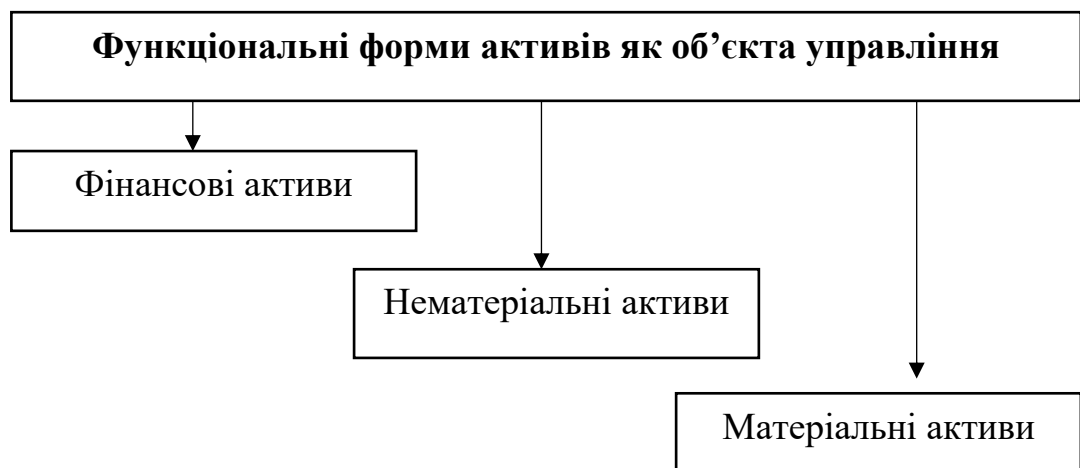 Функціональні форми активів як об’єкта управління
Фінансові активи
Нематеріальні активи
Матеріальні активи